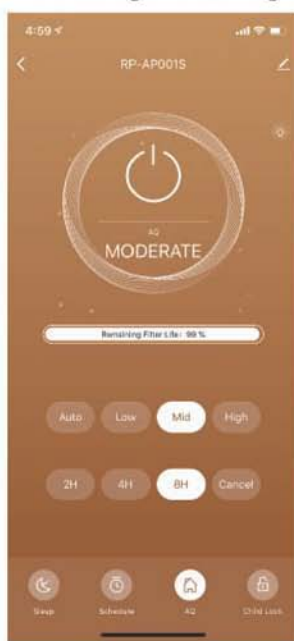 4:59
RP-AP001S
AQ
MODERATE
Remaining Filter Life: 99 %
Auto Low Mid High
2H 4H 8H Cancel
Sleep Schedule AQ Child Lock